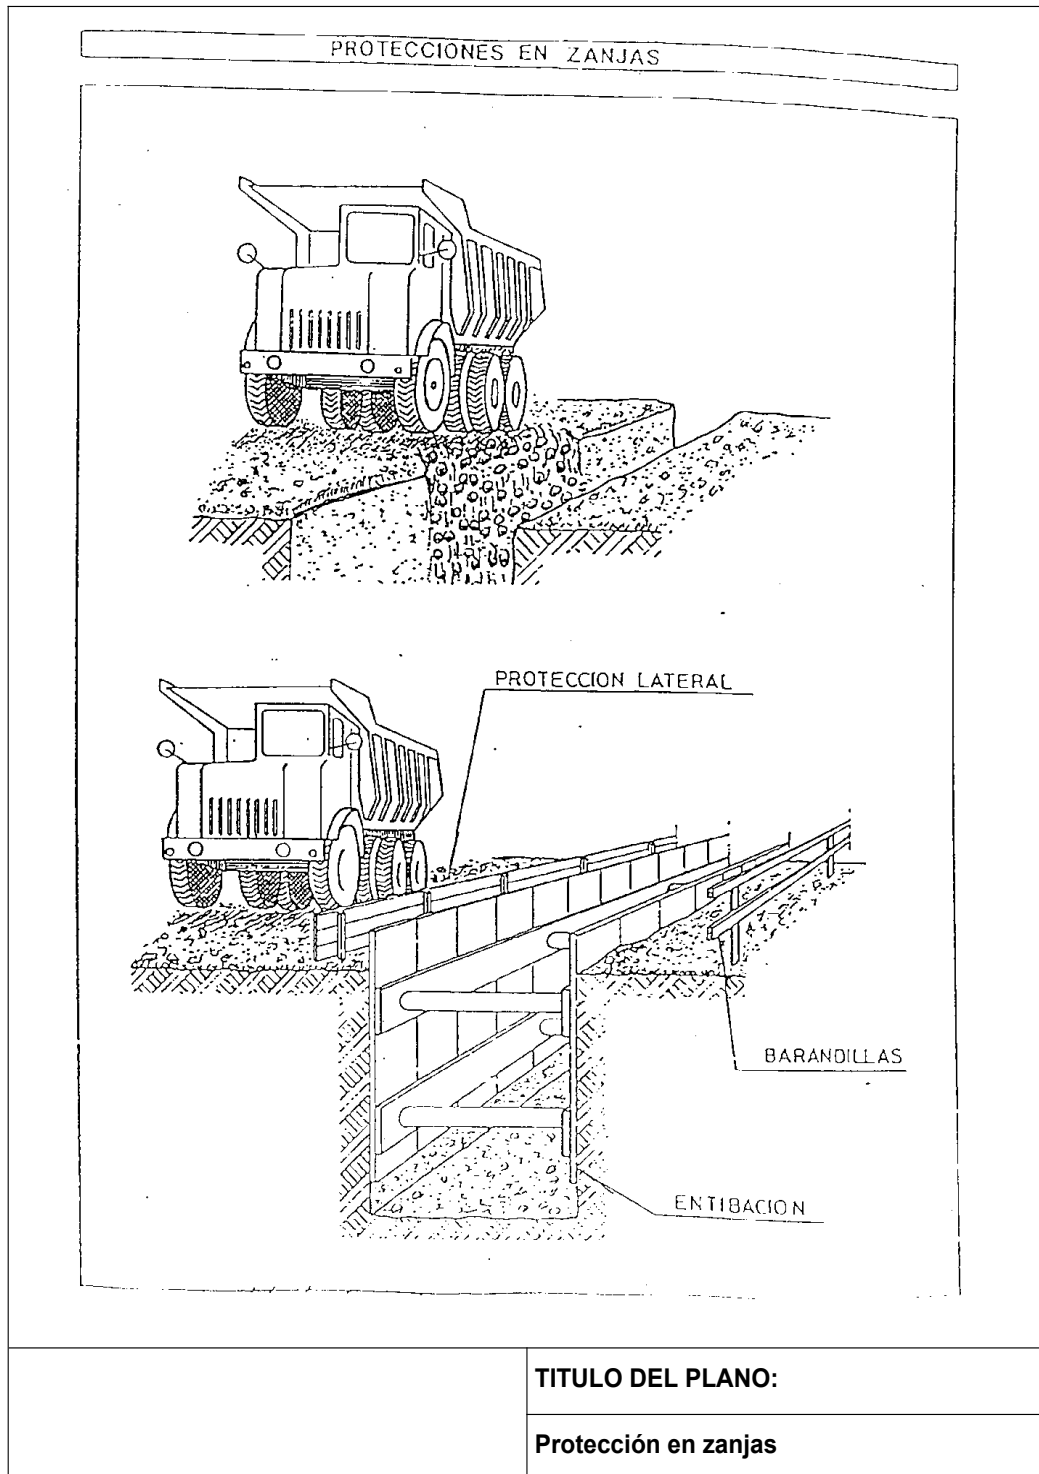 PROTECCIONES EN ZANJAS
PROTECCION LATERAL
BARANDILLAS
ENTIBACION
TITULO DEL PLANO:
Protección en zanjas